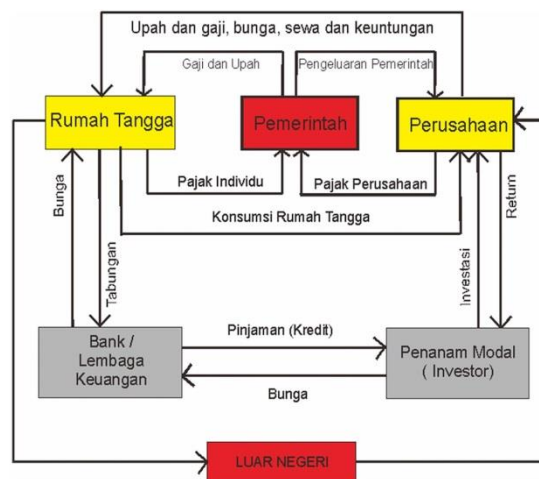 Upah dan gaji, bunga, sewa dan keuntungan
Gaji dan Upah
Pengeluaran Pemerintah
Rumah Tangga
Pemerintah
Perusahaan
Pajak Individu
Pajak Perusahaan
Konsumsi Rumah Tangga
Bunga
Tabungan
Investasi
Return
Bank /
Lembaga
Keuangan
Pinjaman (Kredit)
Bunga
Penanam Modal
( Investor)
LUAR NEGERI